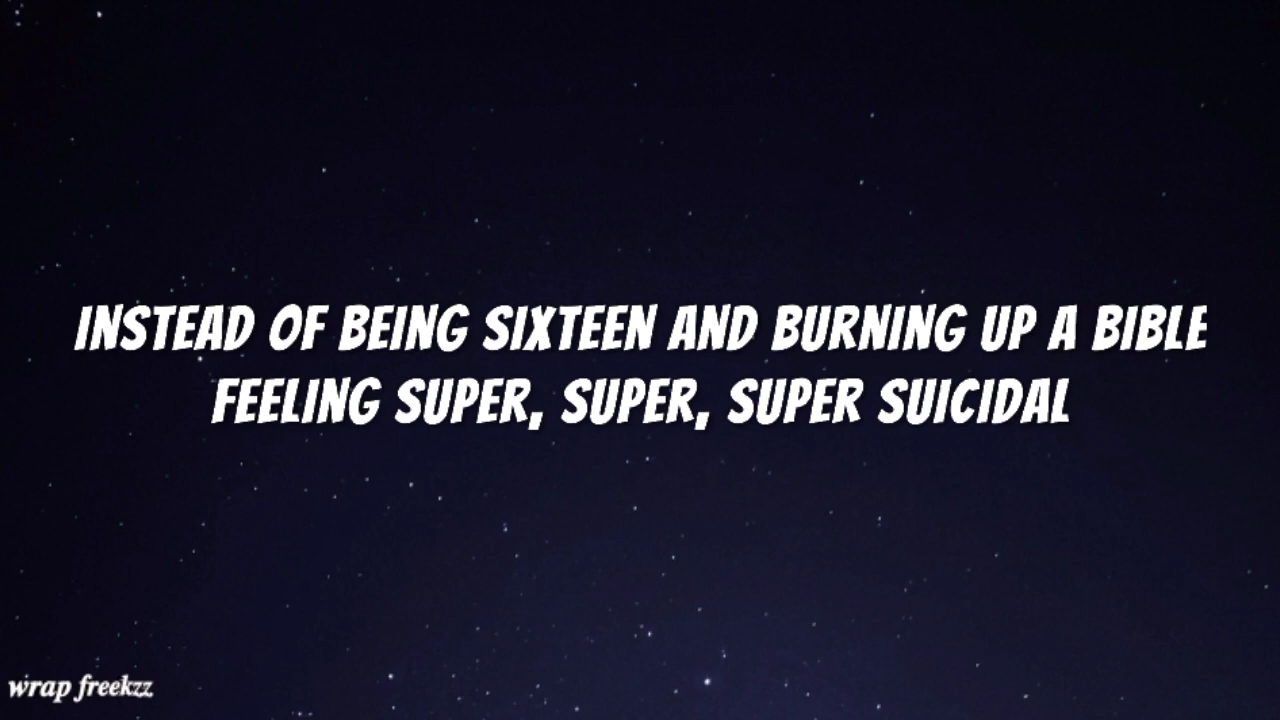 INSTEAD OF BEING SIXTEEN AND BURNING UP A BIBLE
FEELING SUPER, SUPER, SUPER SUICIDAL
wrap freekzz